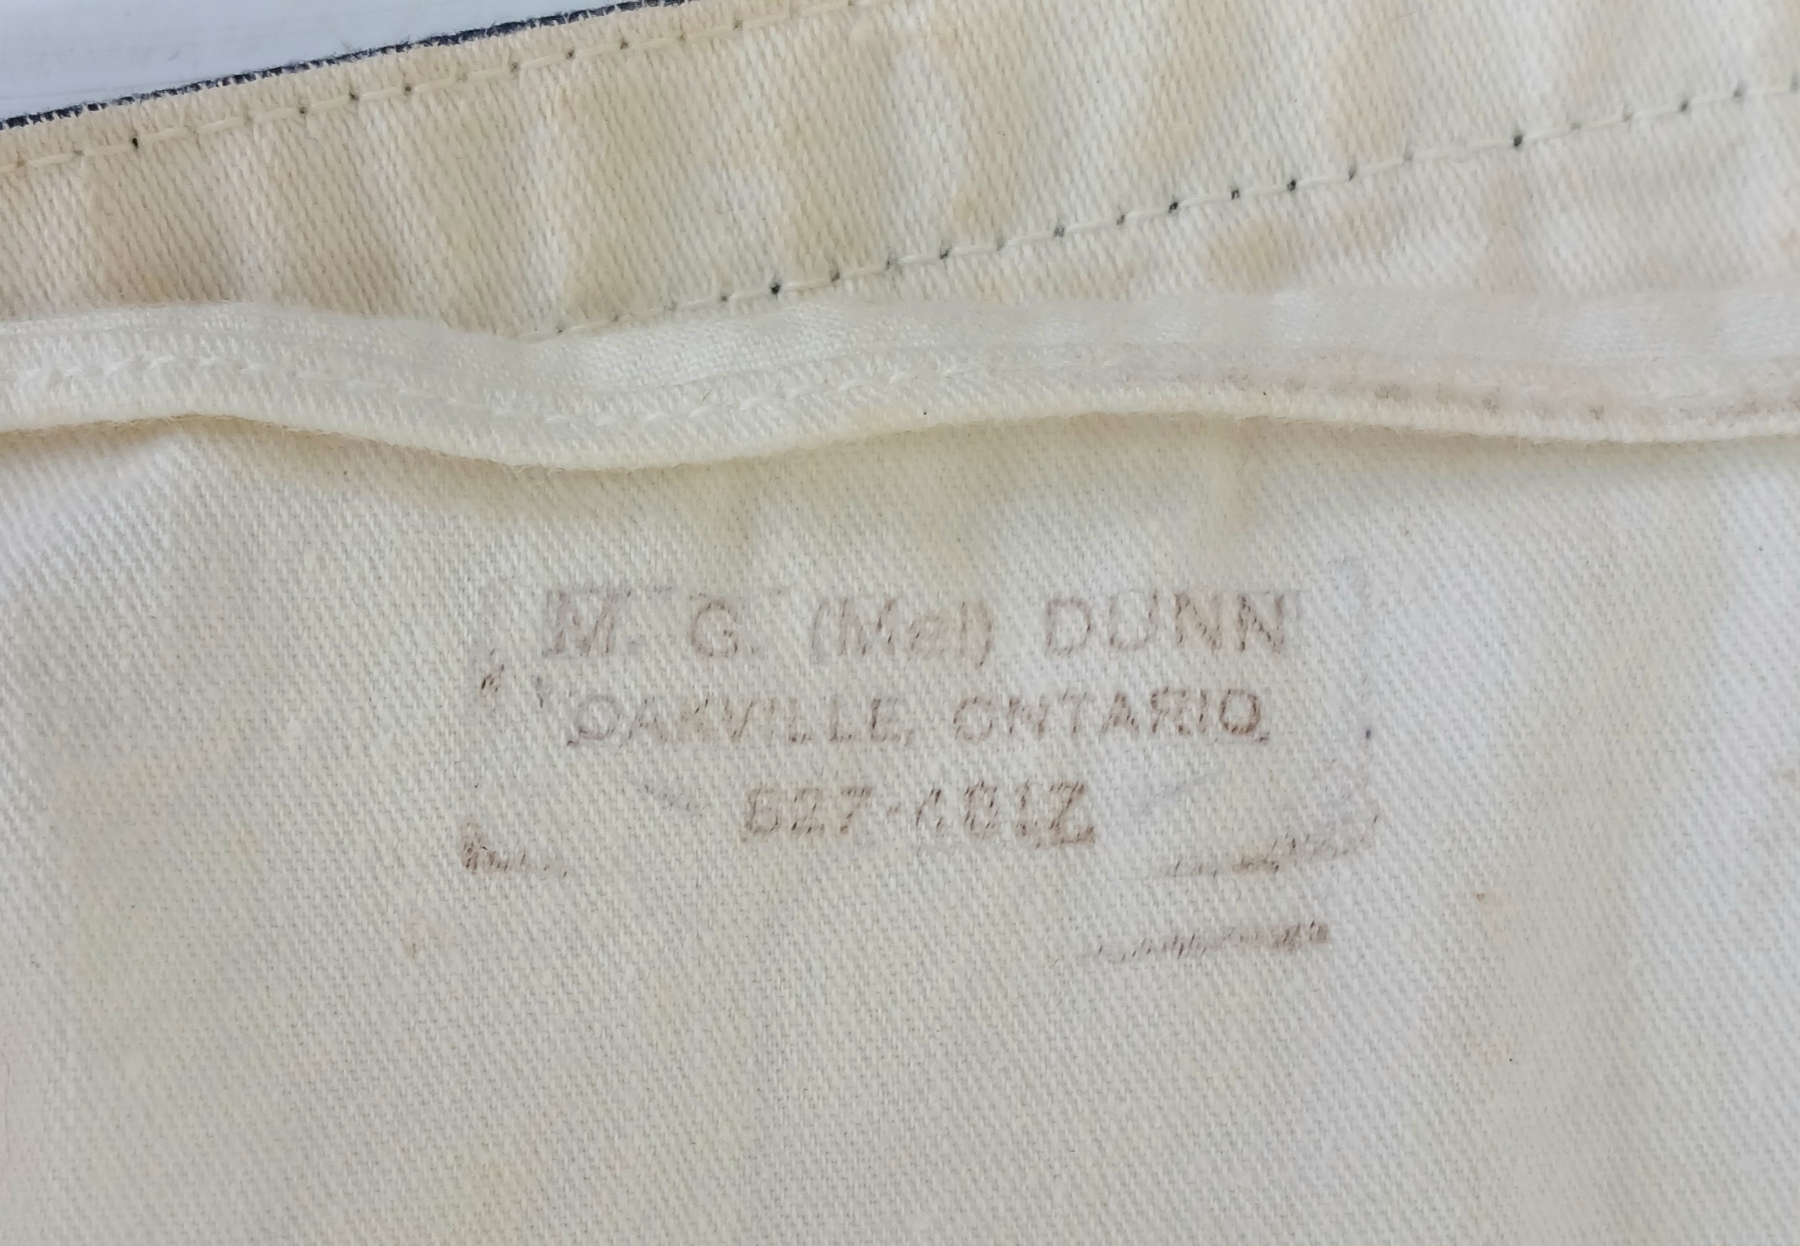 M. G. (Mel) DUNN
OAKVILLE, ONTARIO